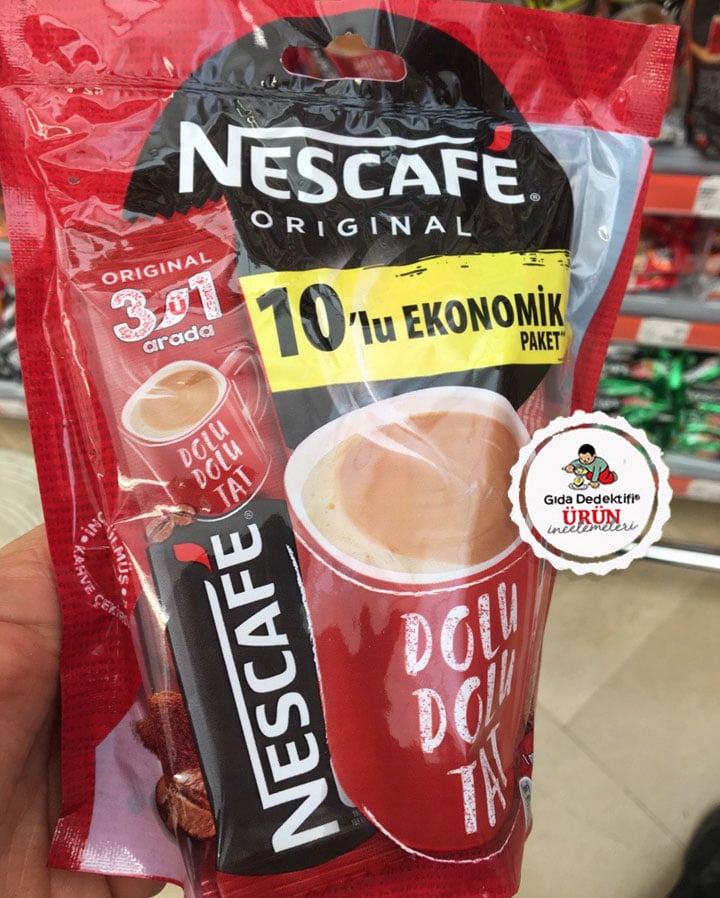 NESCAFÉ®
ORIGINAL
ORIGINAL
3ü1
arada
10'lu EKONOMİK
PAKET
DOLU
DOLU
TAT
NESCAFÉ®
DOLU
DOLU
TAT
Gıda Dedektifi®
ÜRÜN
incelemeleri
KAHVE